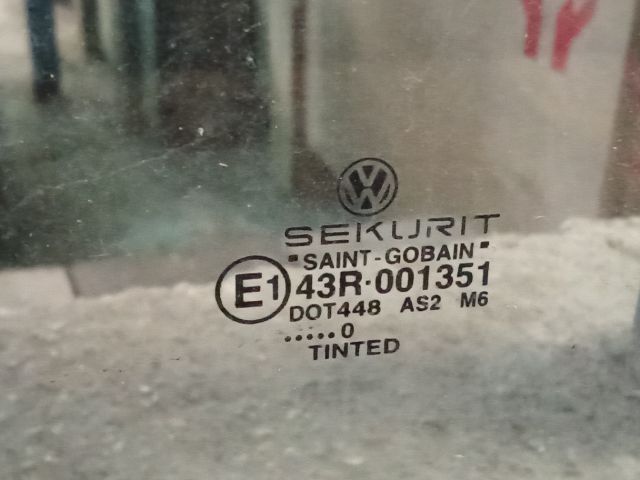 SEKURIT
"SAINT-GOBAIN"
E1 43R·001351
DOT448 AS2 M6
.....0
TINTED